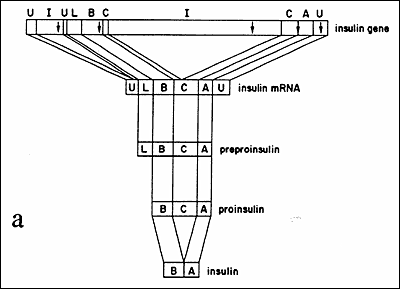 U I U L B C I C A U
insulin gene
U L B C A U insulin mRNA
L B C A preproinsulin
B C A proinsulin
a
B A insulin